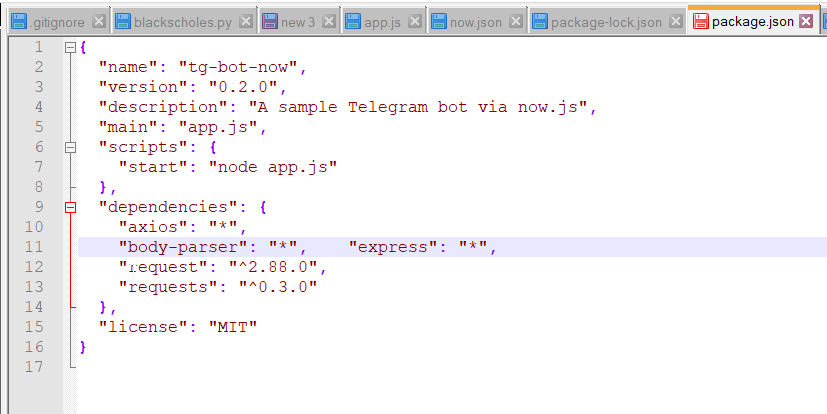 .gitignore blackscholes.py new 3 app.js now.json package-lock.json package.json
1 {
2 "name": "tg-bot-now",
3 "version": "0.2.0",
4 "description": "A sample Telegram bot via now.js",
5 "main": "app.js",
6 "scripts": {
7 "start": "node app.js"
8 },
9 "dependencies": {
10 "axios": "*",
11 "body-parser": "*",    "express": "*",
12 "request": "^2.88.0",
13 "requests": "^0.3.0"
14 },
15 "license": "MIT"
16 }
17